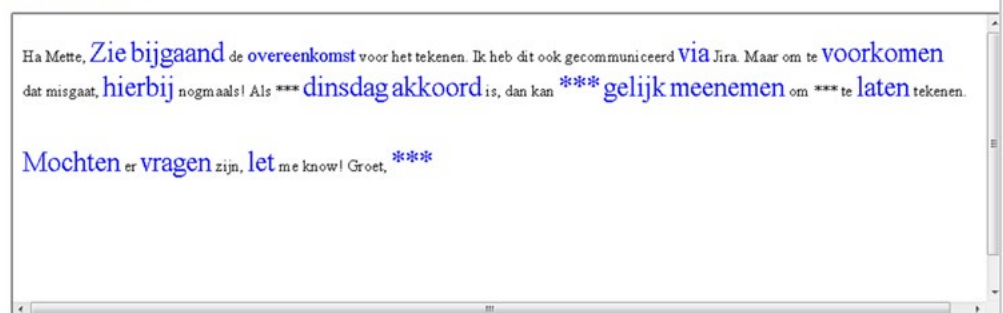 Ha Mette, Zie bijgaand de overeenkomst voor het tekenen. Ik heb dit ook gecommuniceerd via Jira. Maar om te voorkomen
dat misgaat, hierbij nogmaals! Als *** dinsdag akkoord is, dan kan *** gelijk meenemen om *** te laten tekenen.
Mochten er vragen zijn, let me know! Groet, ***